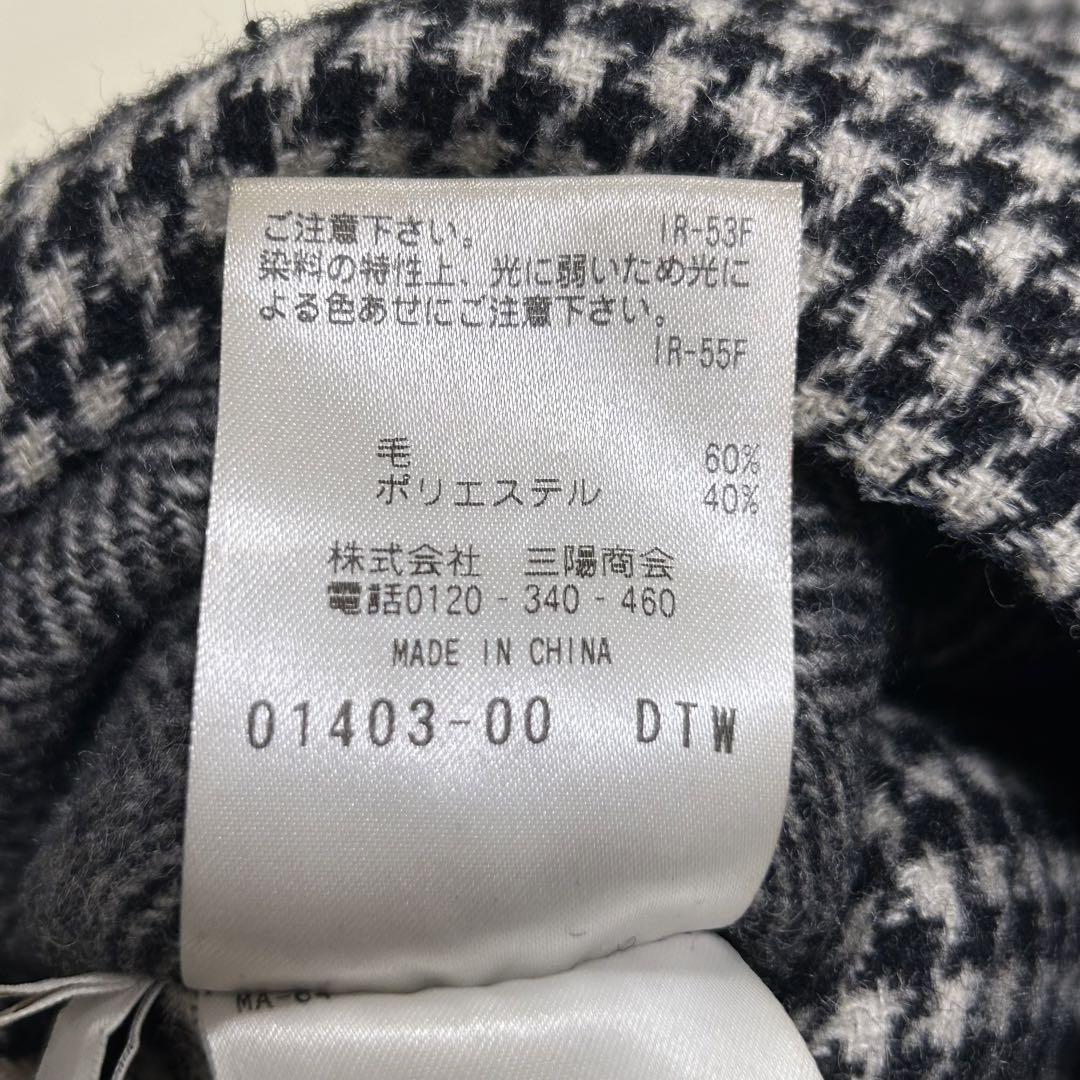 ご注意下さい。 IR-53F
染料の特性上、光に弱いため光に
よる色あせにご注意下さい。
IR-55F
毛 60%
ポリエステル 40%
株式会社 三陽商会
電話0120-340-460
MADE IN CHINA
01403-00 DTW